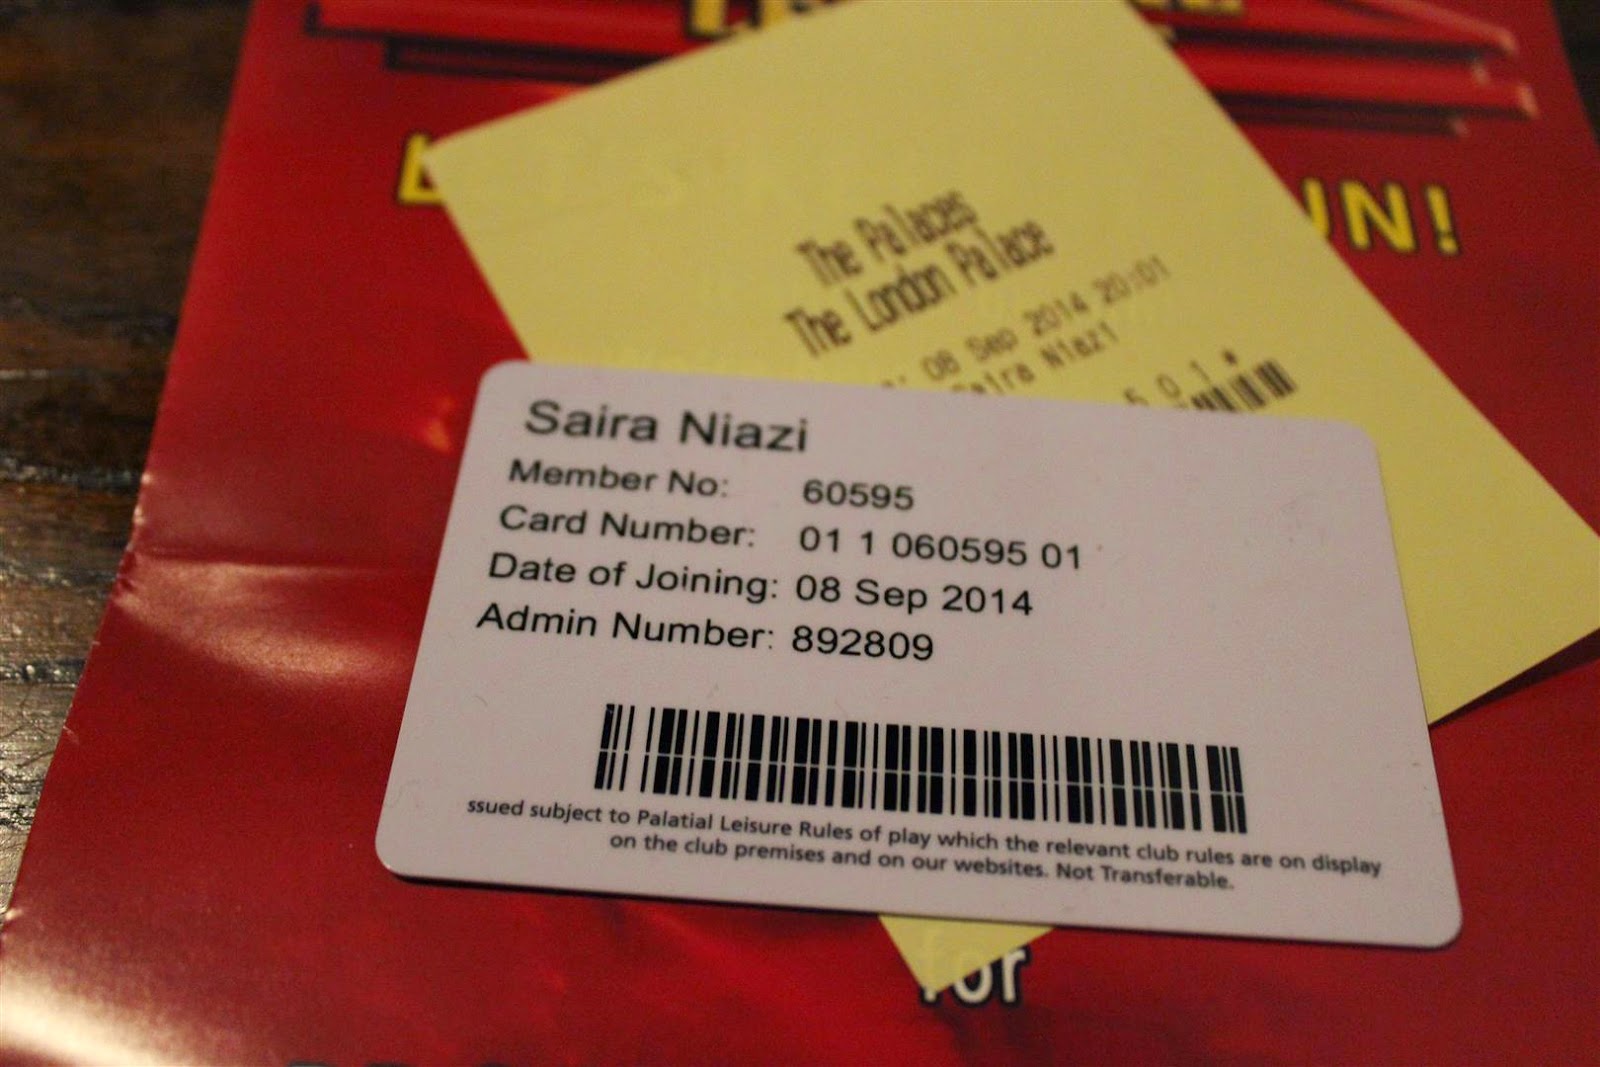 UN!
The Palaces
The London Palace
08 Sep 2014 20:01
Saira Niazi
501*
Saira Niazi
Member No: 60595
Card Number: 01 1 060595 01
Date of Joining: 08 Sep 2014
Admin Number: 892809
ssued subject to Palatial Leisure Rules of play which the relevant club rules are on display
on the club premises and on our websites. Not Transferable.
for